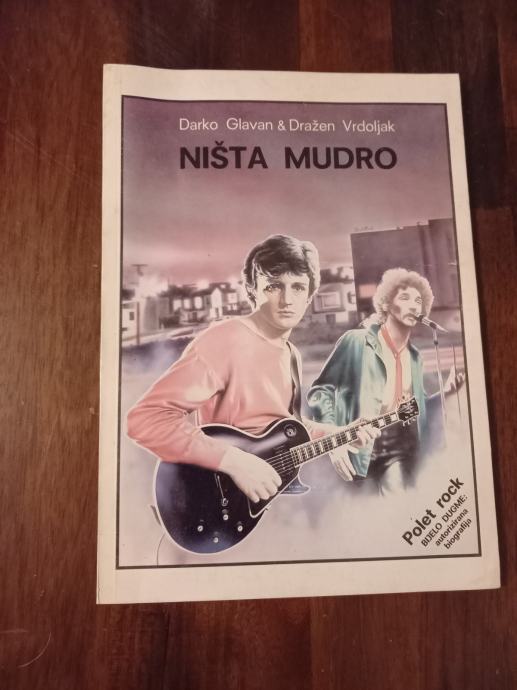 Darko Glavan & Dražen Vrdoljak
NIŠTA MUDRO
Polet rock
BIJELO DUGME:
autorizirana
biografija